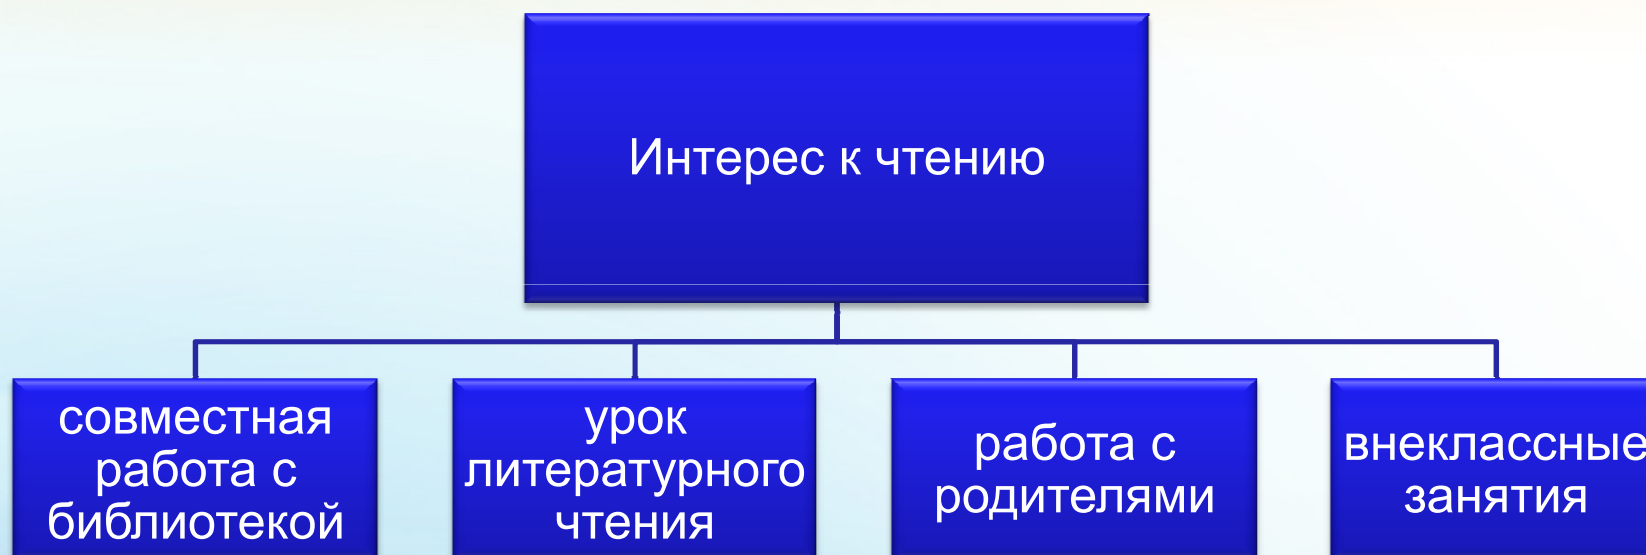 Интерес к чтению
совместная
работа с
библиотекой
урок
литературного
чтения
работа с
родителями
внеклассные
занятия